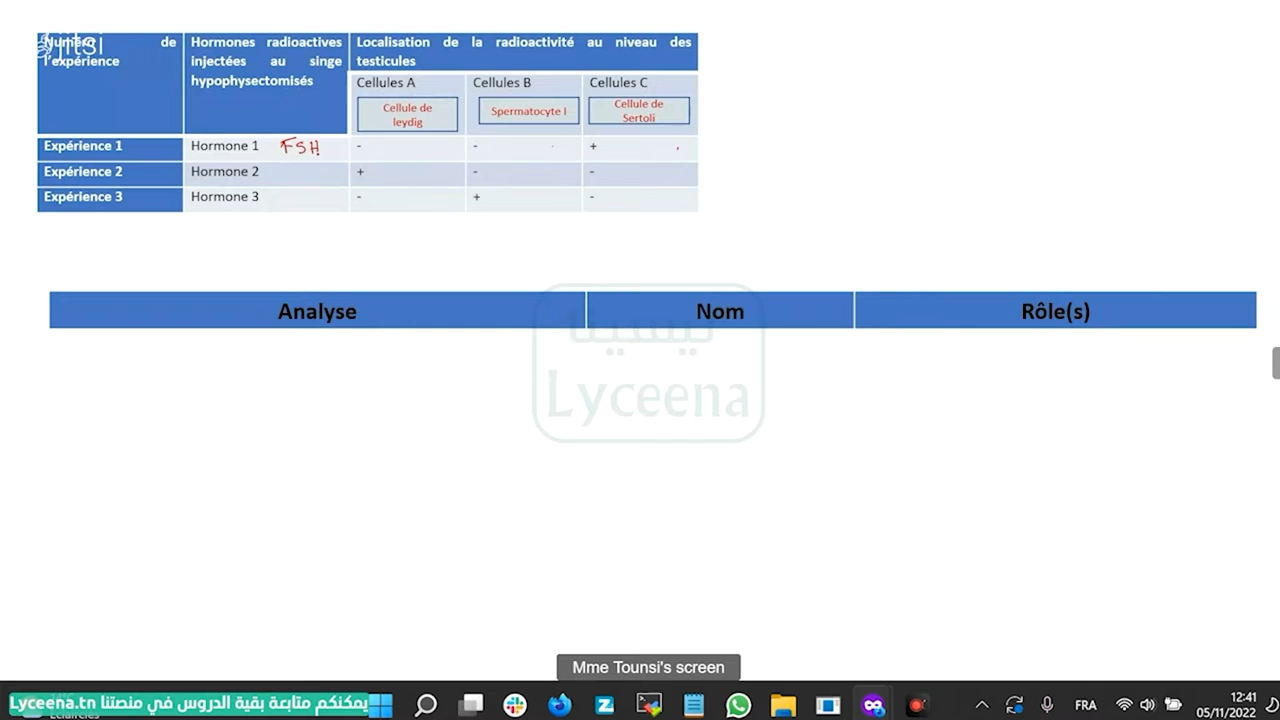 jitsi
Numéro de l'expérience
Hormones radioactives injectées au singe hypophysectomisés
Localisation de la radioactivité au niveau des testicules
Cellules A
Cellules B
Cellules C
Cellule de leydig
Spermatocyte I
Cellule de Sertoli
Expérience 1
Hormone 1
FSH
-
-
+
Expérience 2
Hormone 2
+
-
-
Expérience 3
Hormone 3
-
+
-
Analyse
Nom
Rôle(s)
ليسينا
Lyceena
Mme Tounsi's screen
يمكنكم متابعة بقية الدروس في منصتنا Lyceena.tn
Éclaircies
FRA
12:41
05/11/2022